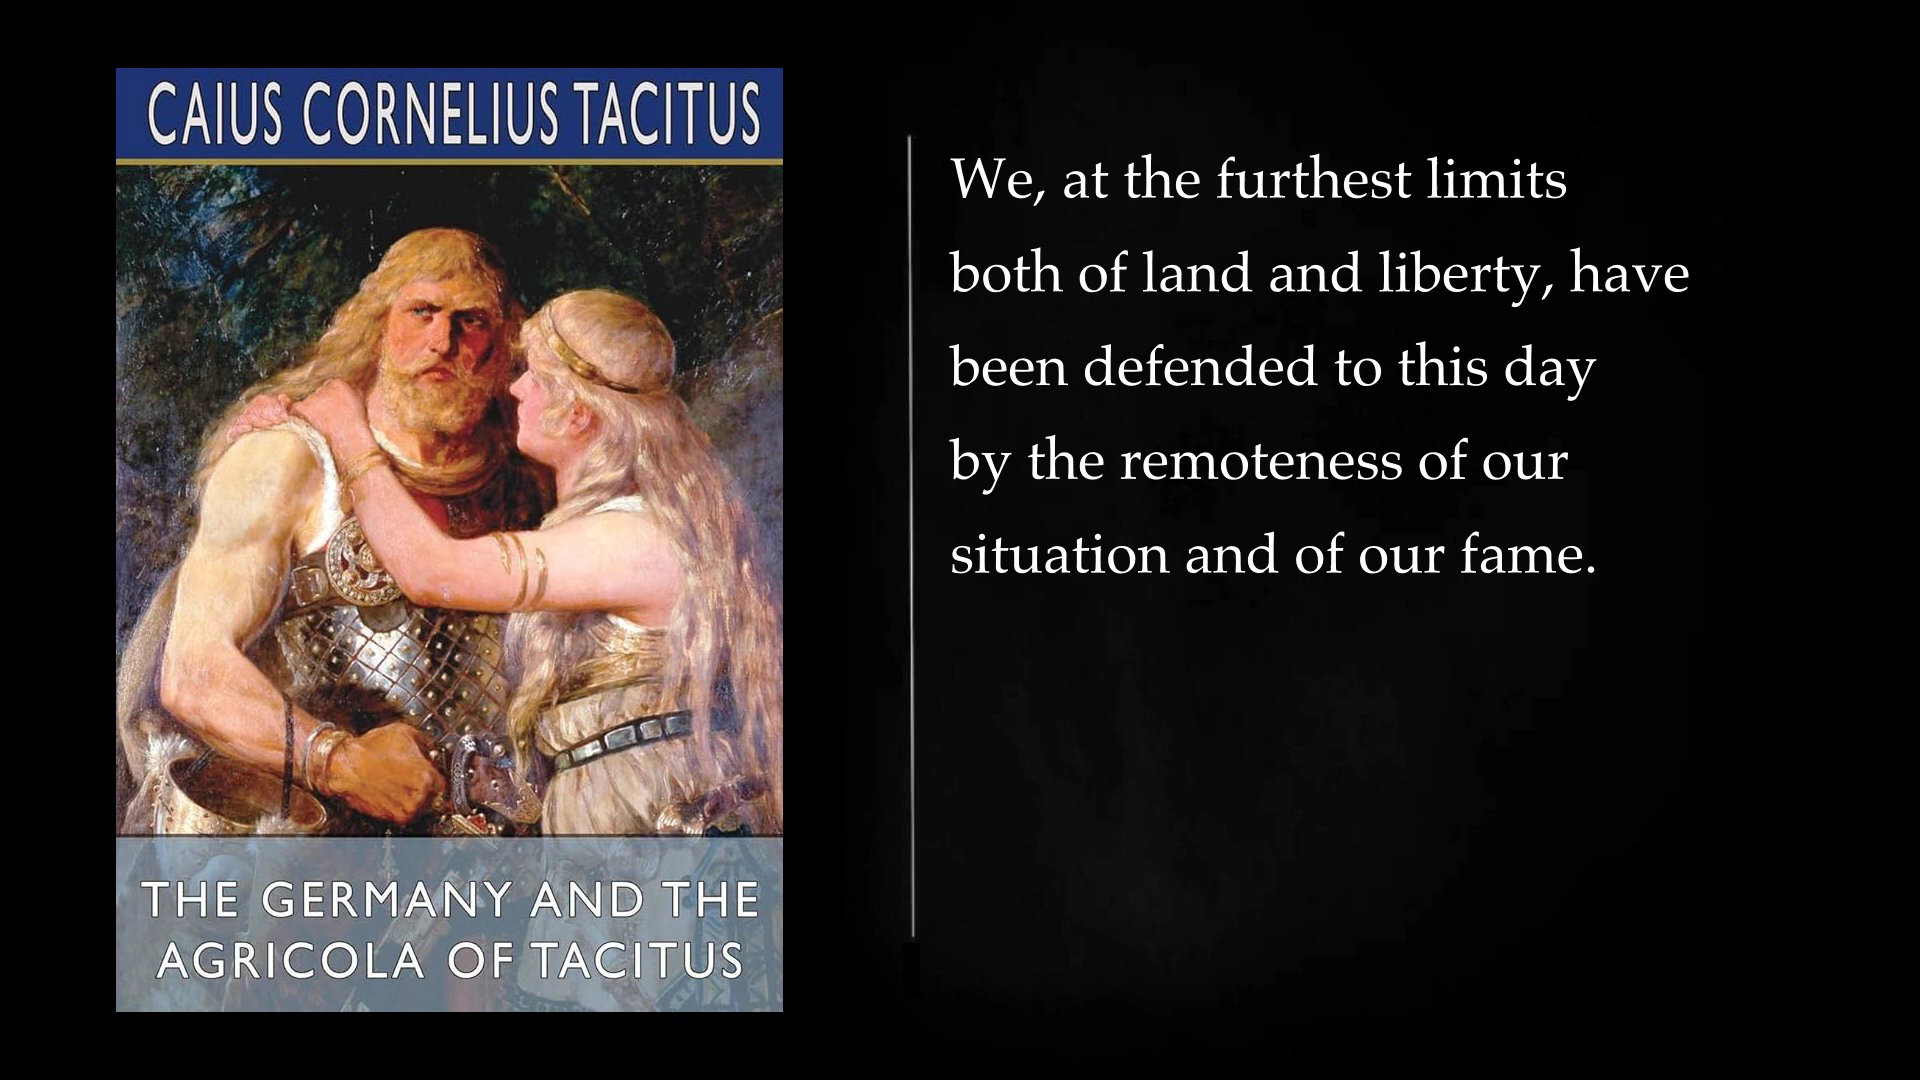 CAIUS CORNELIUS TACITUS
THE GERMANY AND THE
AGRICOLA OF TACITUS
We, at the furthest limits
both of land and liberty, have
been defended to this day
by the remoteness of our
situation and of our fame.